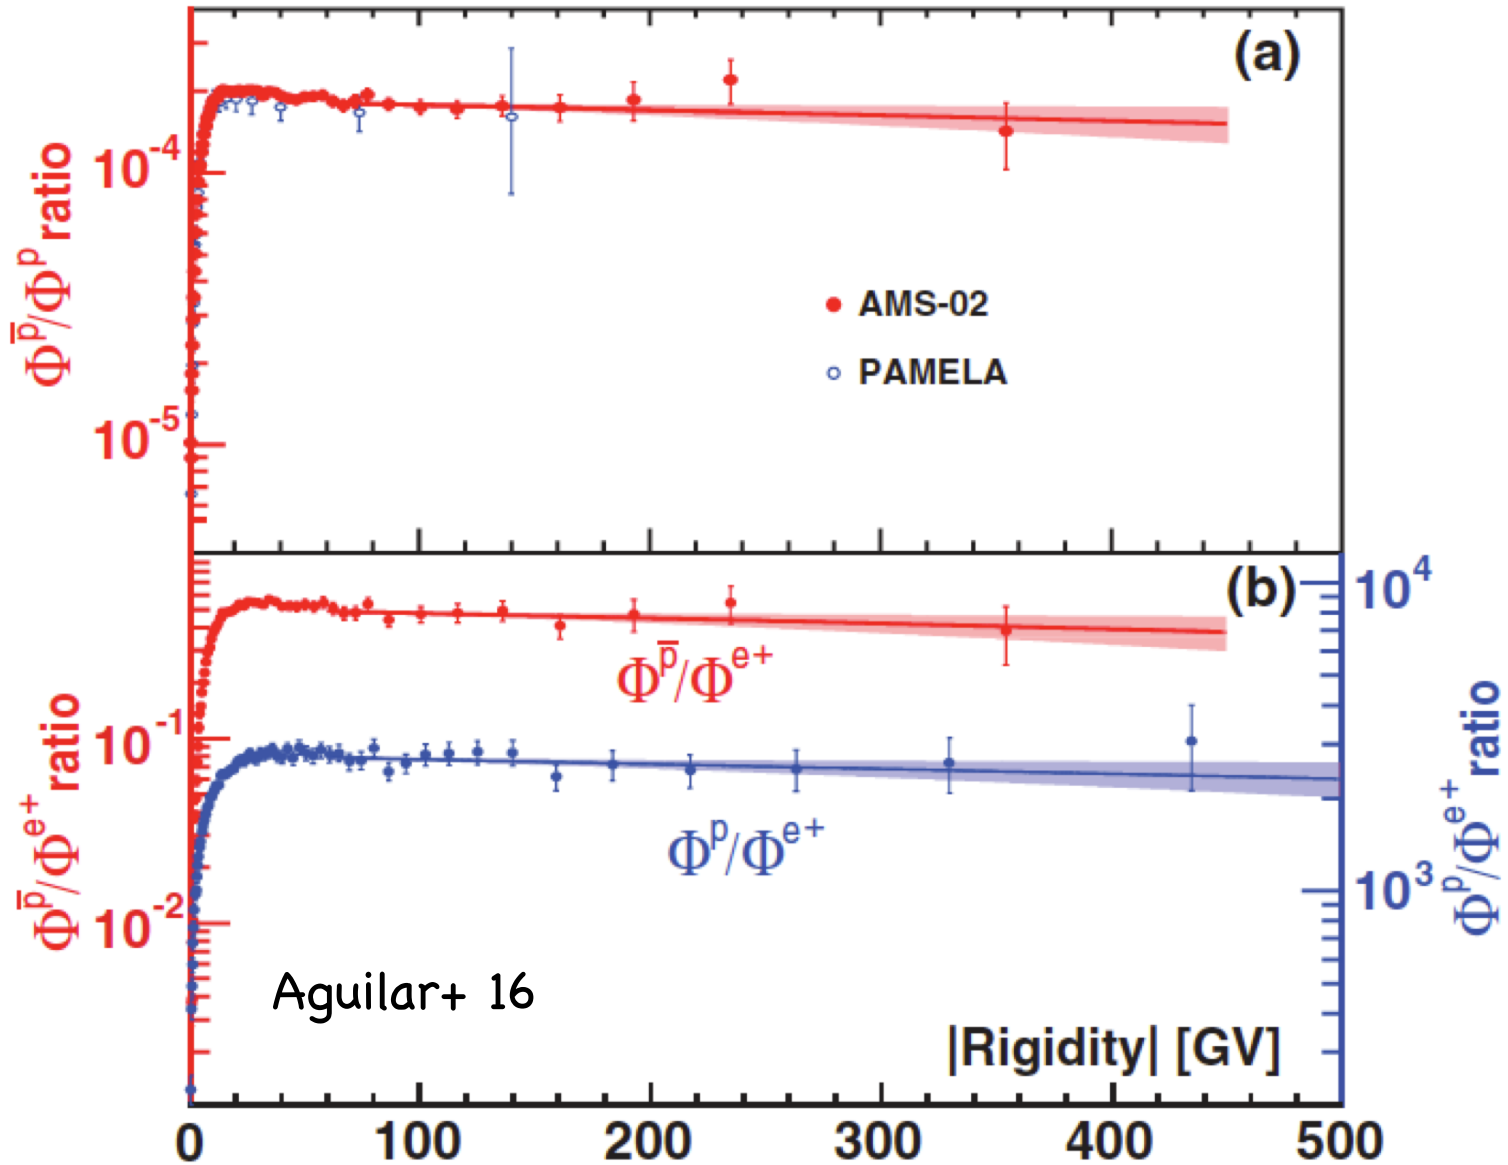 (a)
10^-4
10^-5
Φ^p̅/Φ^p ratio
AMS-02
PAMELA
(b)
10^4
10^3
10^-1
10^-2
Φ^p̅/Φ^e+ ratio
Φ^p/Φ^e+ ratio
Φ^p̅/Φ^e+
Φ^p/Φ^e+
Aguilar+ 16
|Rigidity| [GV]
0 100 200 300 400 500